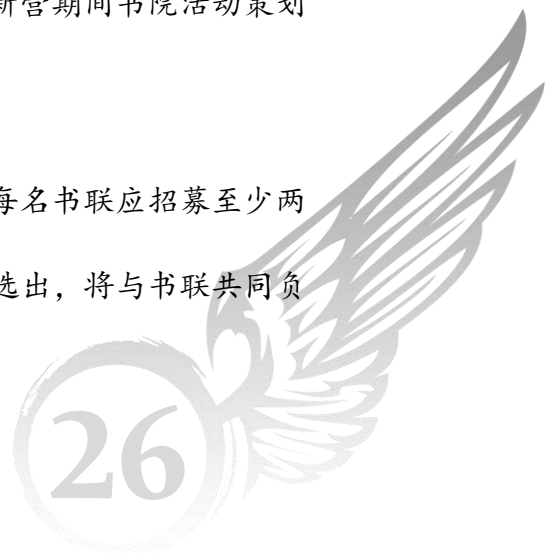 新营期间书院活动策划
每名书联应招募至少两
选出，将与书联共同负
26